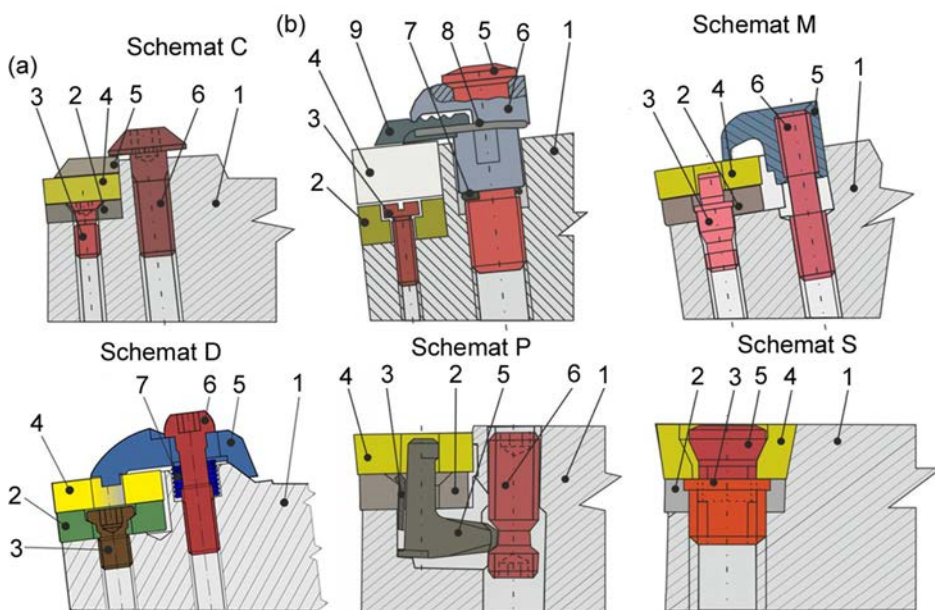 Schemat C
(a)
3 2 4 5 6 1
(b)
9 4 3 2 7 8 5 6 1
Schemat M
3 2 4 6 5 1
Schemat D
4 2 3 7 6 5 1
Schemat P
4 3 2 5 6 1
Schemat S
2 3 5 4 1